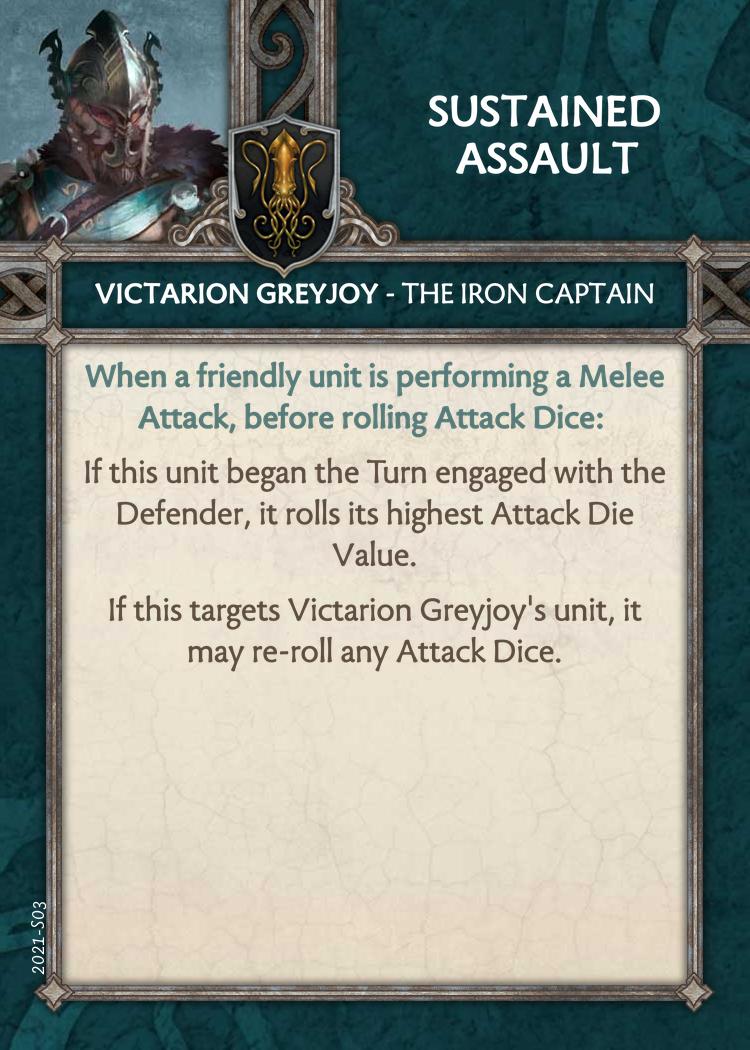 SUSTAINED
ASSAULT
VICTARION GREYJOY - THE IRON CAPTAIN
When a friendly unit is performing a Melee
Attack, before rolling Attack Dice:
If this unit began the Turn engaged with the
Defender, it rolls its highest Attack Die
Value.
If this targets Victarion Greyjoy's unit, it
may re-roll any Attack Dice.
2021-S03